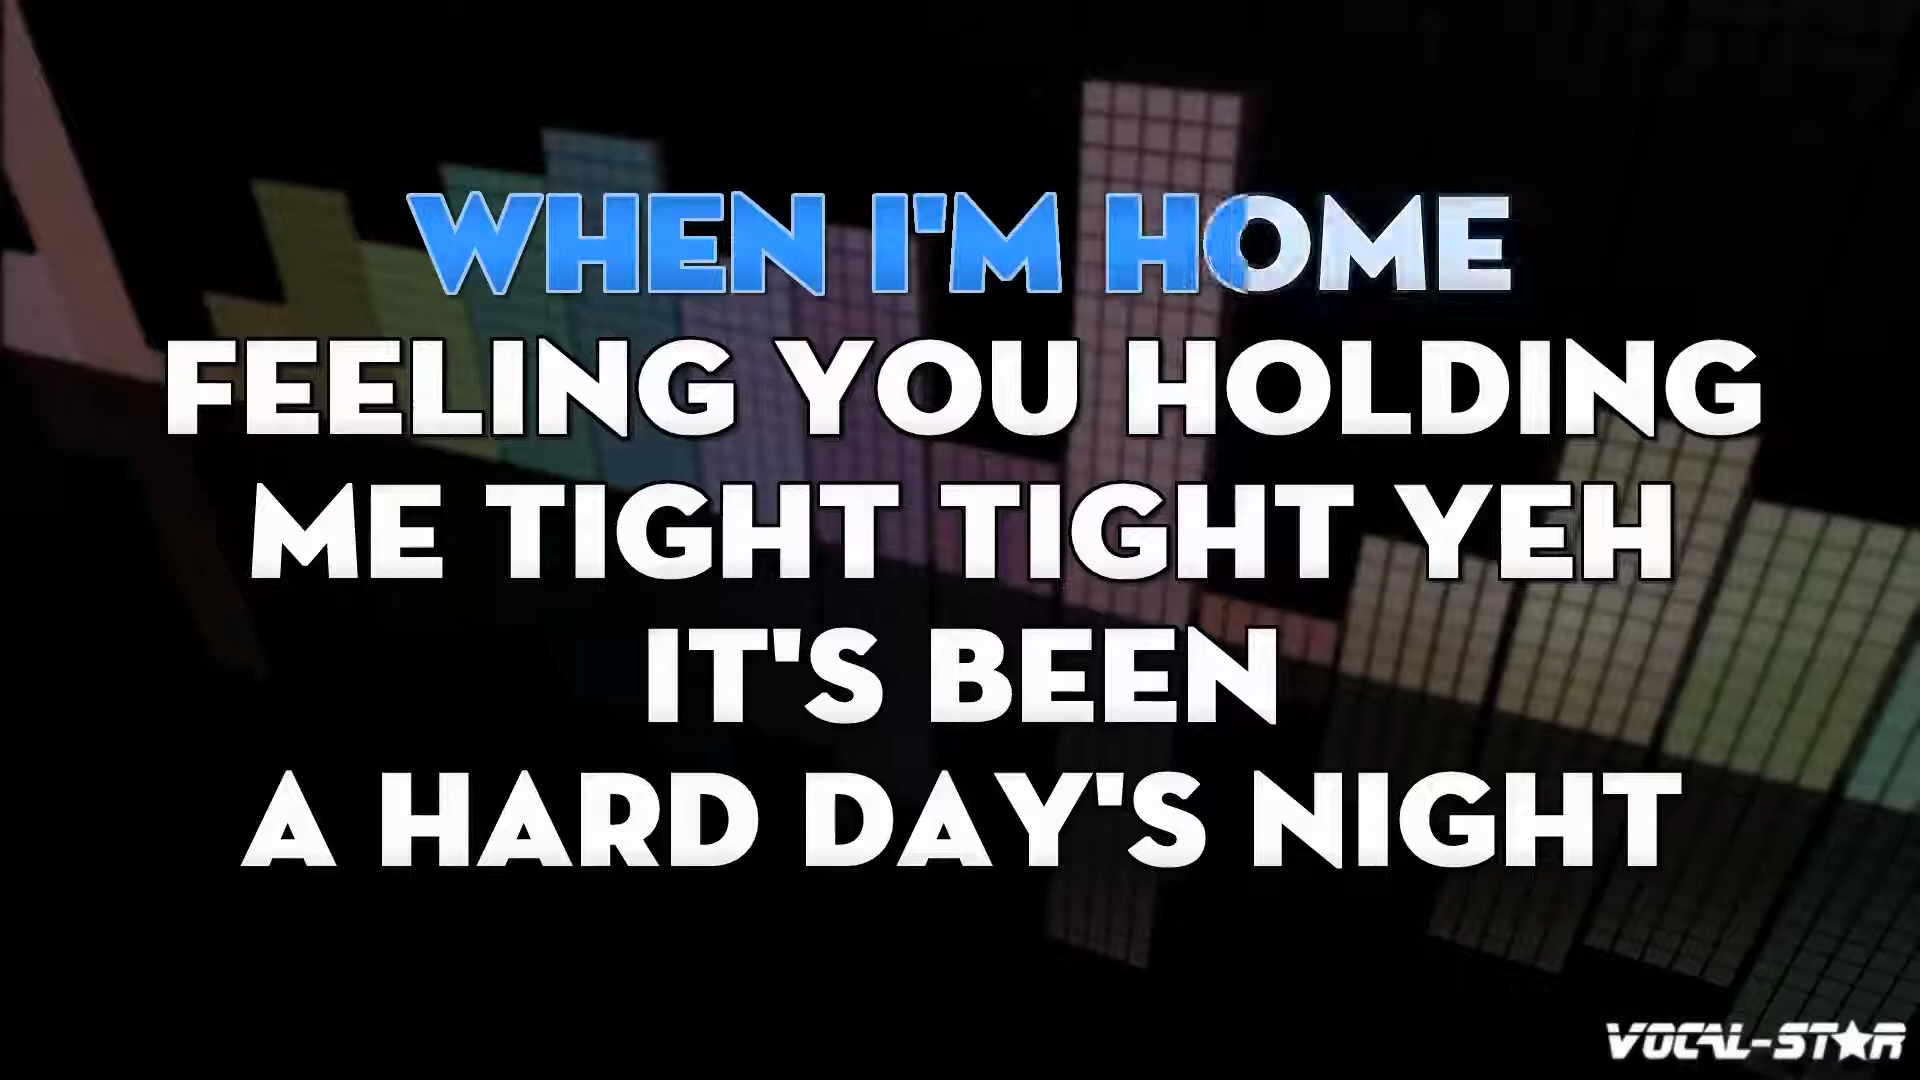 WHEN I'M HOME
FEELING YOU HOLDING
ME TIGHT TIGHT YEH
IT'S BEEN
A HARD DAY'S NIGHT
VOCAL-STAR